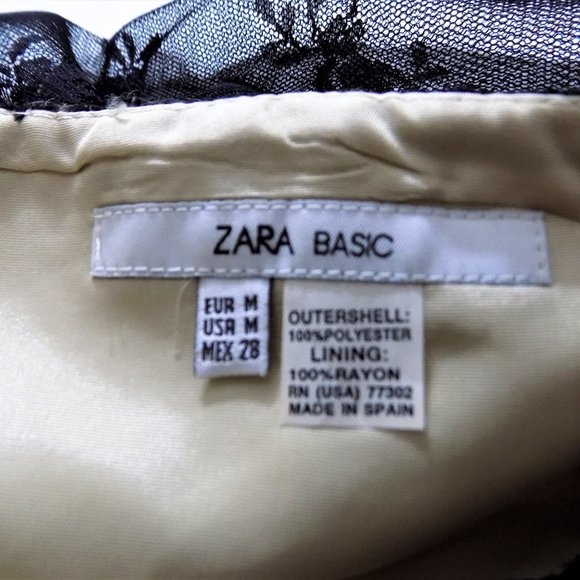 ZARA BASIC
EUR M
USA M
MEX 28
OUTERSHELL:
100%POLYESTER
LINING:
100%RAYON
RN (USA) 77302
MADE IN SPAIN